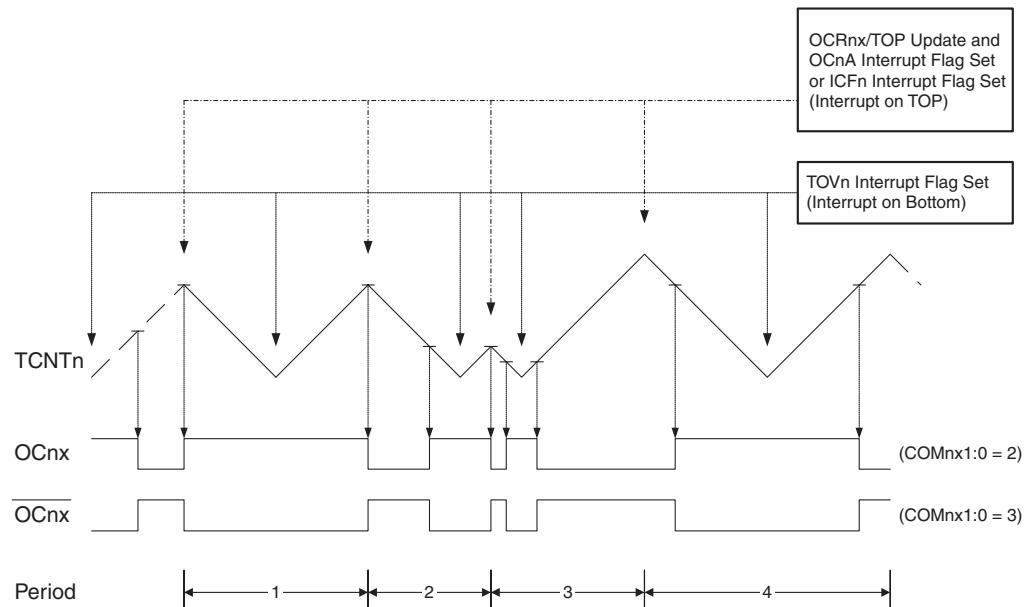 OCRnx/TOP Update and
OCnA Interrupt Flag Set
or ICFn Interrupt Flag Set
(Interrupt on TOP)
TOVn Interrupt Flag Set
(Interrupt on Bottom)
TCNTn
OCnx
(COMnx1:0 = 2)
OCnx
(COMnx1:0 = 3)
Period
1
2
3
4